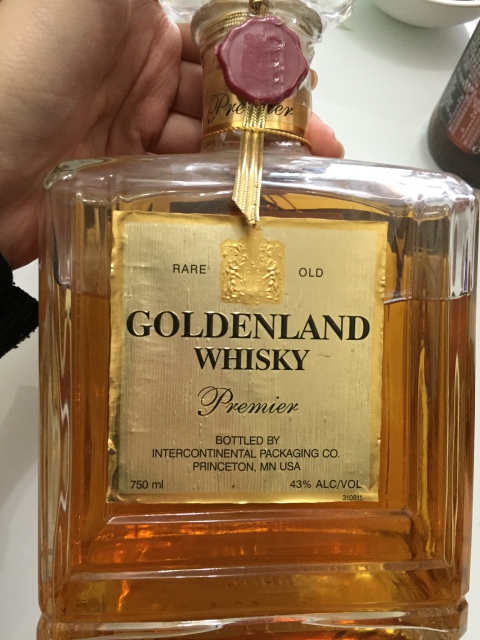 Premier
RARE OLD
GOLDENLAND
WHISKY
Premier
BOTTLED BY
INTERCONTINENTAL PACKAGING CO.
PRINCETON, MN USA
750 ml 43% ALC/VOL
310811